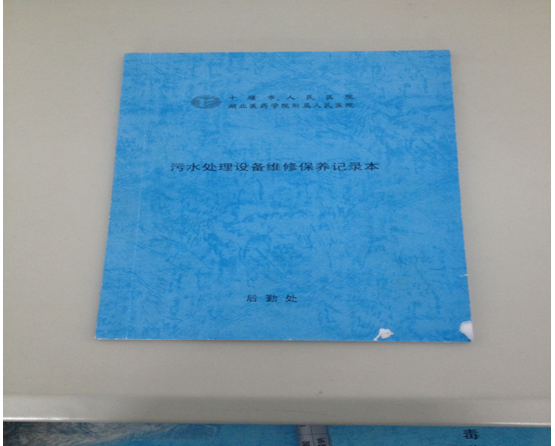 十堰市人民医院
湖北医药学院附属人民医院
污水处理设备维修保养记录本
后勤处
毒